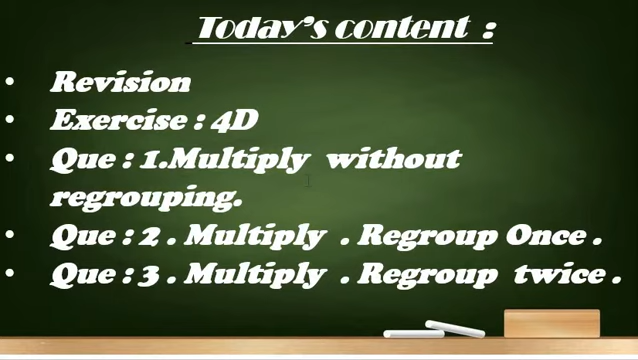 Today's content :
• Revision
• Exercise : 4D
• Que : 1.Multiply without
regrouping.
• Que : 2 . Multiply . Regroup Once .
• Que : 3 . Multiply . Regroup twice .